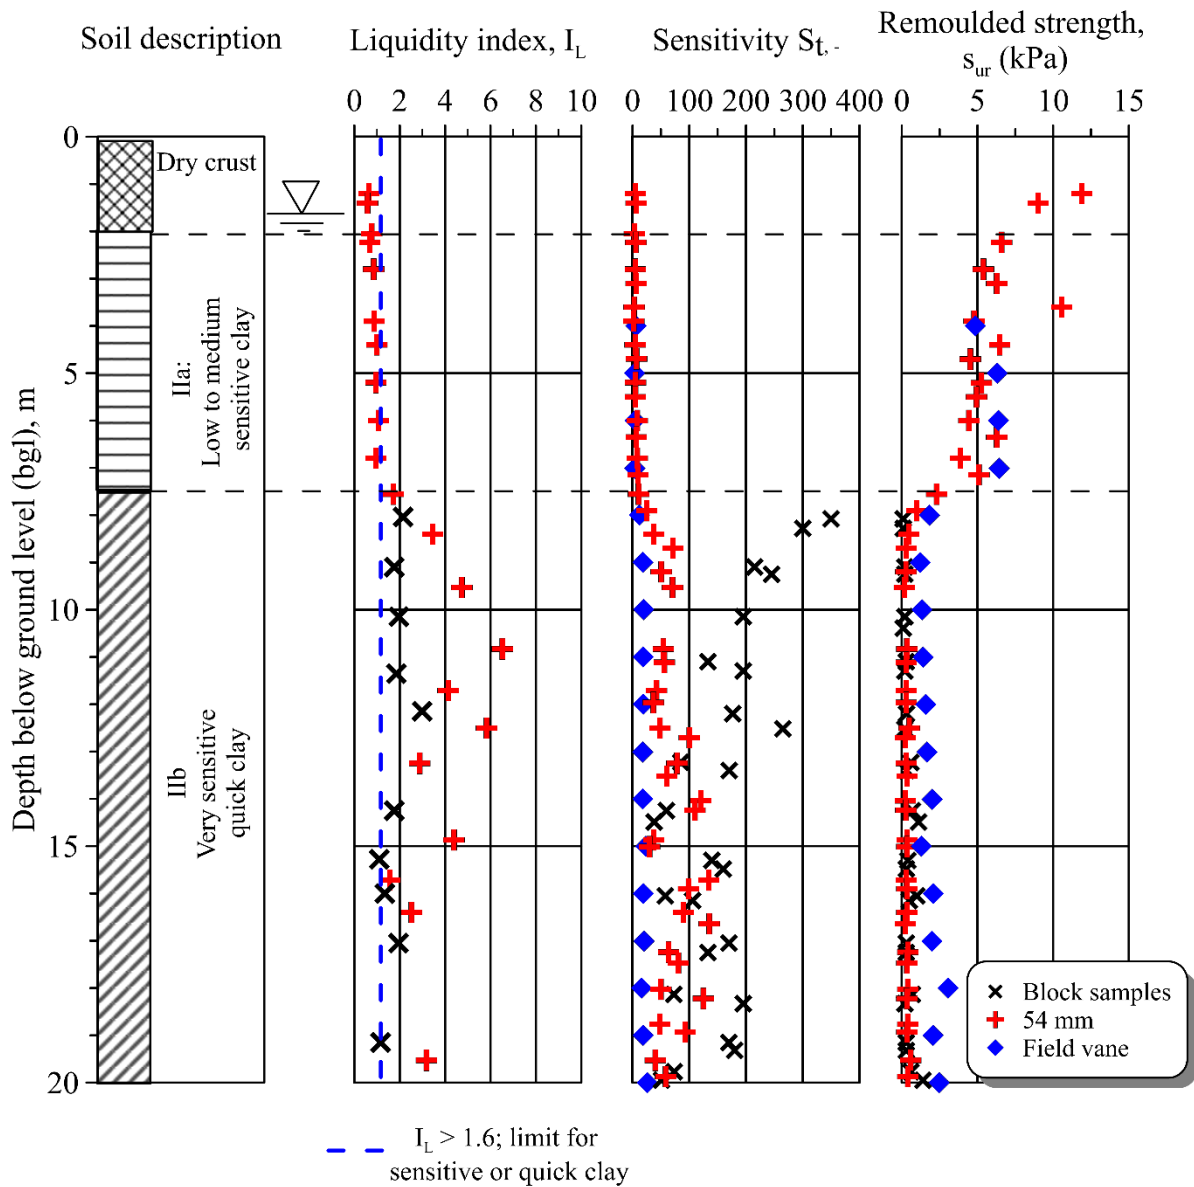 Soil description
Liquidity index, I_L
Sensitivity St, -
Remoulded strength,
s_ur (kPa)
0 2 4 6 8 10
0 100 200 300 400
0 5 10 15
0
5
10
15
20
Depth below ground level (bgl), m
Dry crust
IIa:
Low to medium
sensitive clay
IIb
Very sensitive
quick clay
Block samples
54 mm
Field vane
I_L > 1.6; limit for
sensitive or quick clay